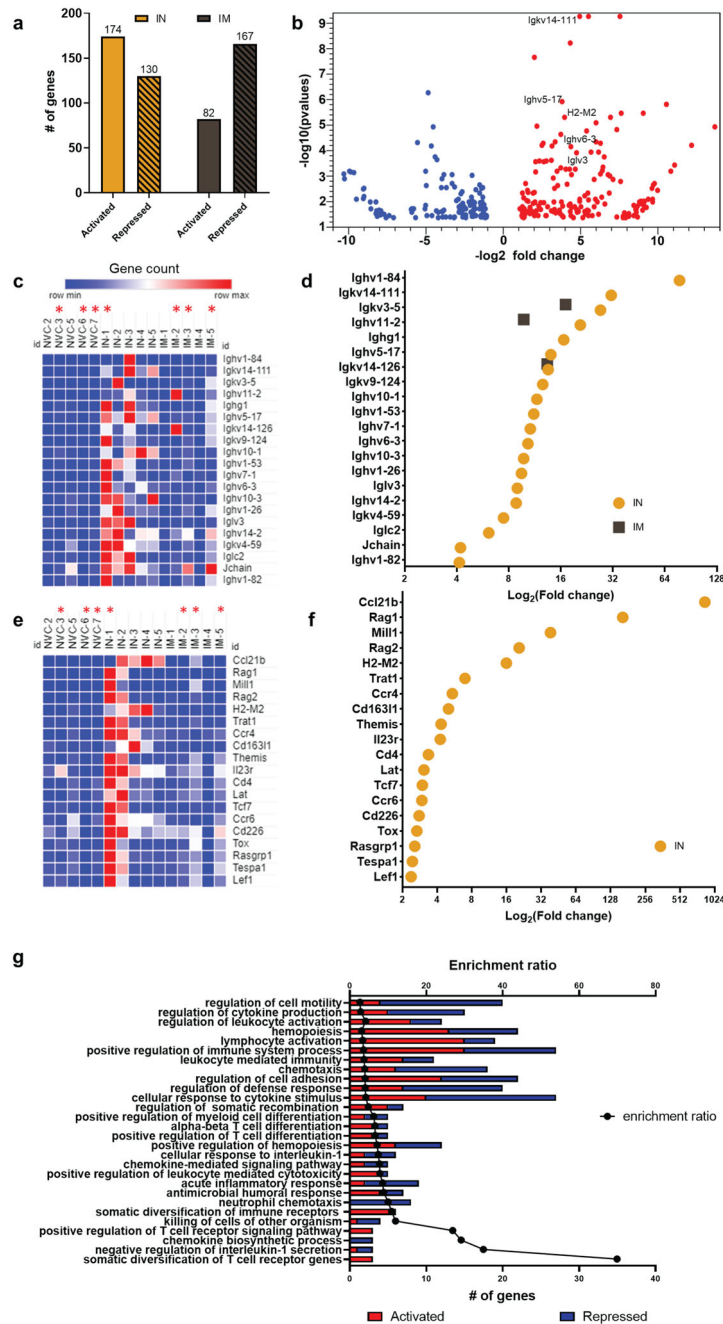 a
IN
IM
200
150
100
50
0
# of genes
174
130
82
167
Activated
Repressed
Activated
Repressed
b
-log10(pvalues)
9
8
7
6
5
4
3
2
1
Igkv14-111
Ighv5-17
H2-M2
Ighv6-3
Iglv3
-10
-5
0
5
10
-log2 fold change
c
Gene count
row min
row max
* * * * * * *
id
NVC-2
NVC-3
NVC-5
NVC-6
NVC-7
IN-1
IN-2
IN-3
IN-4
IN-5
IM-1
IM-2
IM-3
IM-4
IM-5
id
Ighv1-84
Igkv14-111
Igkv3-5
Ighv11-2
Ighg1
Ighv5-17
Igkv14-126
Igkv9-124
Ighv10-1
Ighv1-53
Ighv7-1
Ighv6-3
Ighv10-3
Ighv1-26
Iglv3
Ighv14-2
Igkv4-59
Iglc2
Jchain
Ighv1-82
d
Ighv1-84
Igkv14-111
Igkv3-5
Ighv11-2
Ighg1
Ighv5-17
Igkv14-126
Igkv9-124
Ighv10-1
Ighv1-53
Ighv7-1
Ighv6-3
Ighv10-3
Ighv1-26
Iglv3
Ighv14-2
Igkv4-59
Iglc2
Jchain
Ighv1-82
IN
IM
2 4 8 16 32 64 128
Log2(Fold change)
e
* * * * * * *
id
NVC-2
NVC-3
NVC-5
NVC-6
NVC-7
IN-1
IN-2
IN-3
IN-4
IN-5
IM-1
IM-2
IM-3
IM-4
IM-5
id
Ccl21b
Rag1
Mill1
Rag2
H2-M2
Trat1
Ccr4
Cd163l1
Themis
Il23r
Cd4
Lat
Tcf7
Ccr6
Cd226
Tox
Rasgrp1
Tespa1
Lef1
f
Ccl21b
Rag1
Mill1
Rag2
H2-M2
Trat1
Ccr4
Cd163l1
Themis
Il23r
Cd4
Lat
Tcf7
Ccr6
Cd226
Tox
Rasgrp1
Tespa1
Lef1
IN
2 4 8 16 32 64 128 256 512 1024
Log2(Fold change)
g
Enrichment ratio
0 20 40 60 80
regulation of cell motility
regulation of cytokine production
regulation of leukocyte activation
hemopoiesis
lymphocyte activation
positive regulation of immune system process
leukocyte mediated immunity
chemotaxis
regulation of cell adhesion
regulation of defense response
cellular response to cytokine stimulus
regulation of somatic recombination
positive regulation of myeloid cell differentiation
alpha-beta T cell differentiation
positive regulation of T cell differentiation
positive regulation of hemopoiesis
cellular response to interleukin-1
chemokine-mediated signaling pathway
positive regulation of leukocyte mediated cytotoxicity
acute inflammatory response
antimicrobial humoral response
neutrophil chemotaxis
somatic diversification of immune receptors
killing of cells of other organism
positive regulation of T cell receptor signaling pathway
chemokine biosynthetic process
negative regulation of interleukin-1 secretion
somatic diversification of T cell receptor genes
enrichment ratio
0 10 20 30 40
# of genes
Activated
Repressed